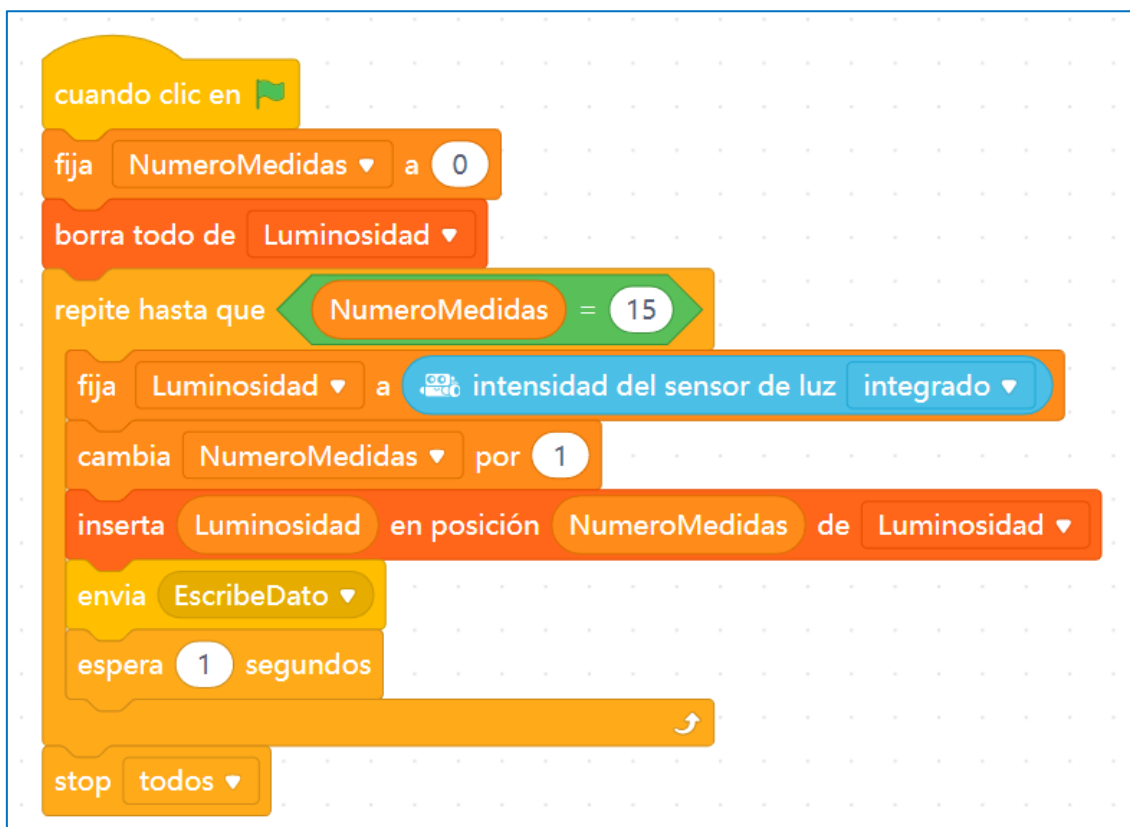 cuando clic en
fija NumeroMedidas a 0
borra todo de Luminosidad
repite hasta que NumeroMedidas = 15
fija Luminosidad a intensidad del sensor de luz integrado
cambia NumeroMedidas por 1
inserta Luminosidad en posición NumeroMedidas de Luminosidad
envia EscribeDato
espera 1 segundos
stop todos